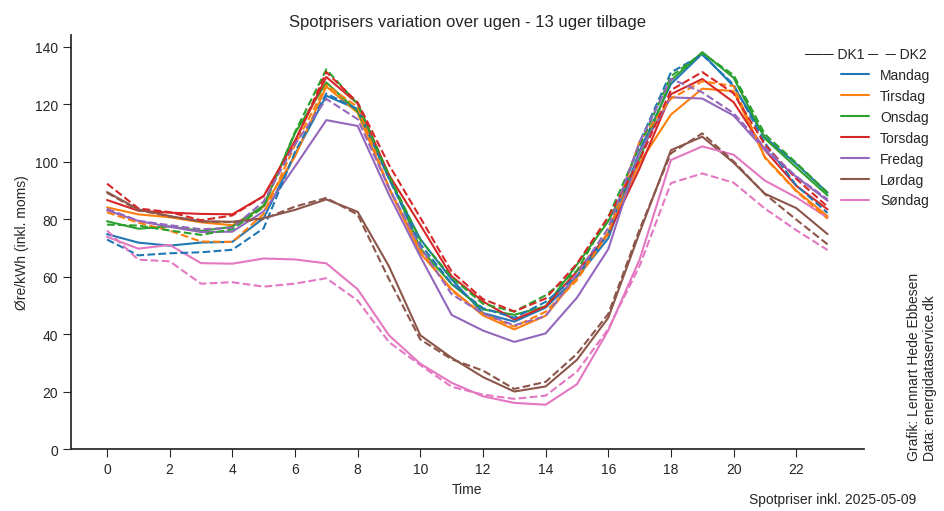 Spotprisers variation over ugen - 13 uger tilbage
DK1 DK2
Mandag
Tirsdag
Onsdag
Torsdag
Fredag
Lørdag
Søndag
Øre/kWh (inkl. moms)
140
120
100
80
60
40
20
0
0 2 4 6 8 10 12 14 16 18 20 22
Time
Grafik: Lennart Hede Ebbesen
Data: energidataservice.dk
Spotpriser inkl. 2025-05-09